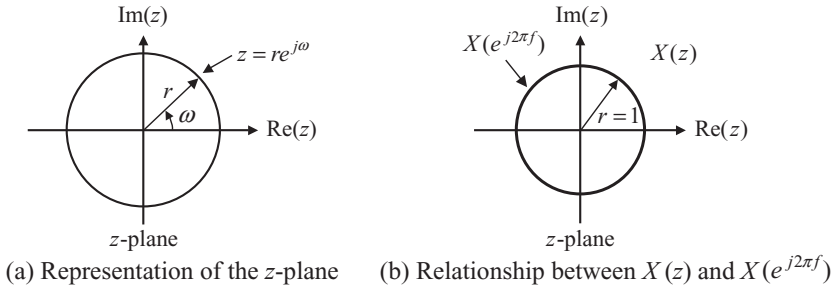 Im(z)
z = re^{jω}
r
ω
Re(z)
z-plane
(a) Representation of the z-plane
Im(z)
X(e^{j2πf})
X(z)
r = 1
Re(z)
z-plane
(b) Relationship between X(z) and X(e^{j2πf})